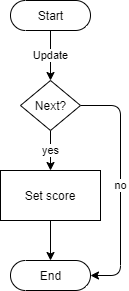 Start
Update
Next?
yes
no
Set score
End